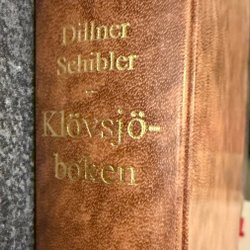 Dillner
Schibler
–
Klövsjö-
boken